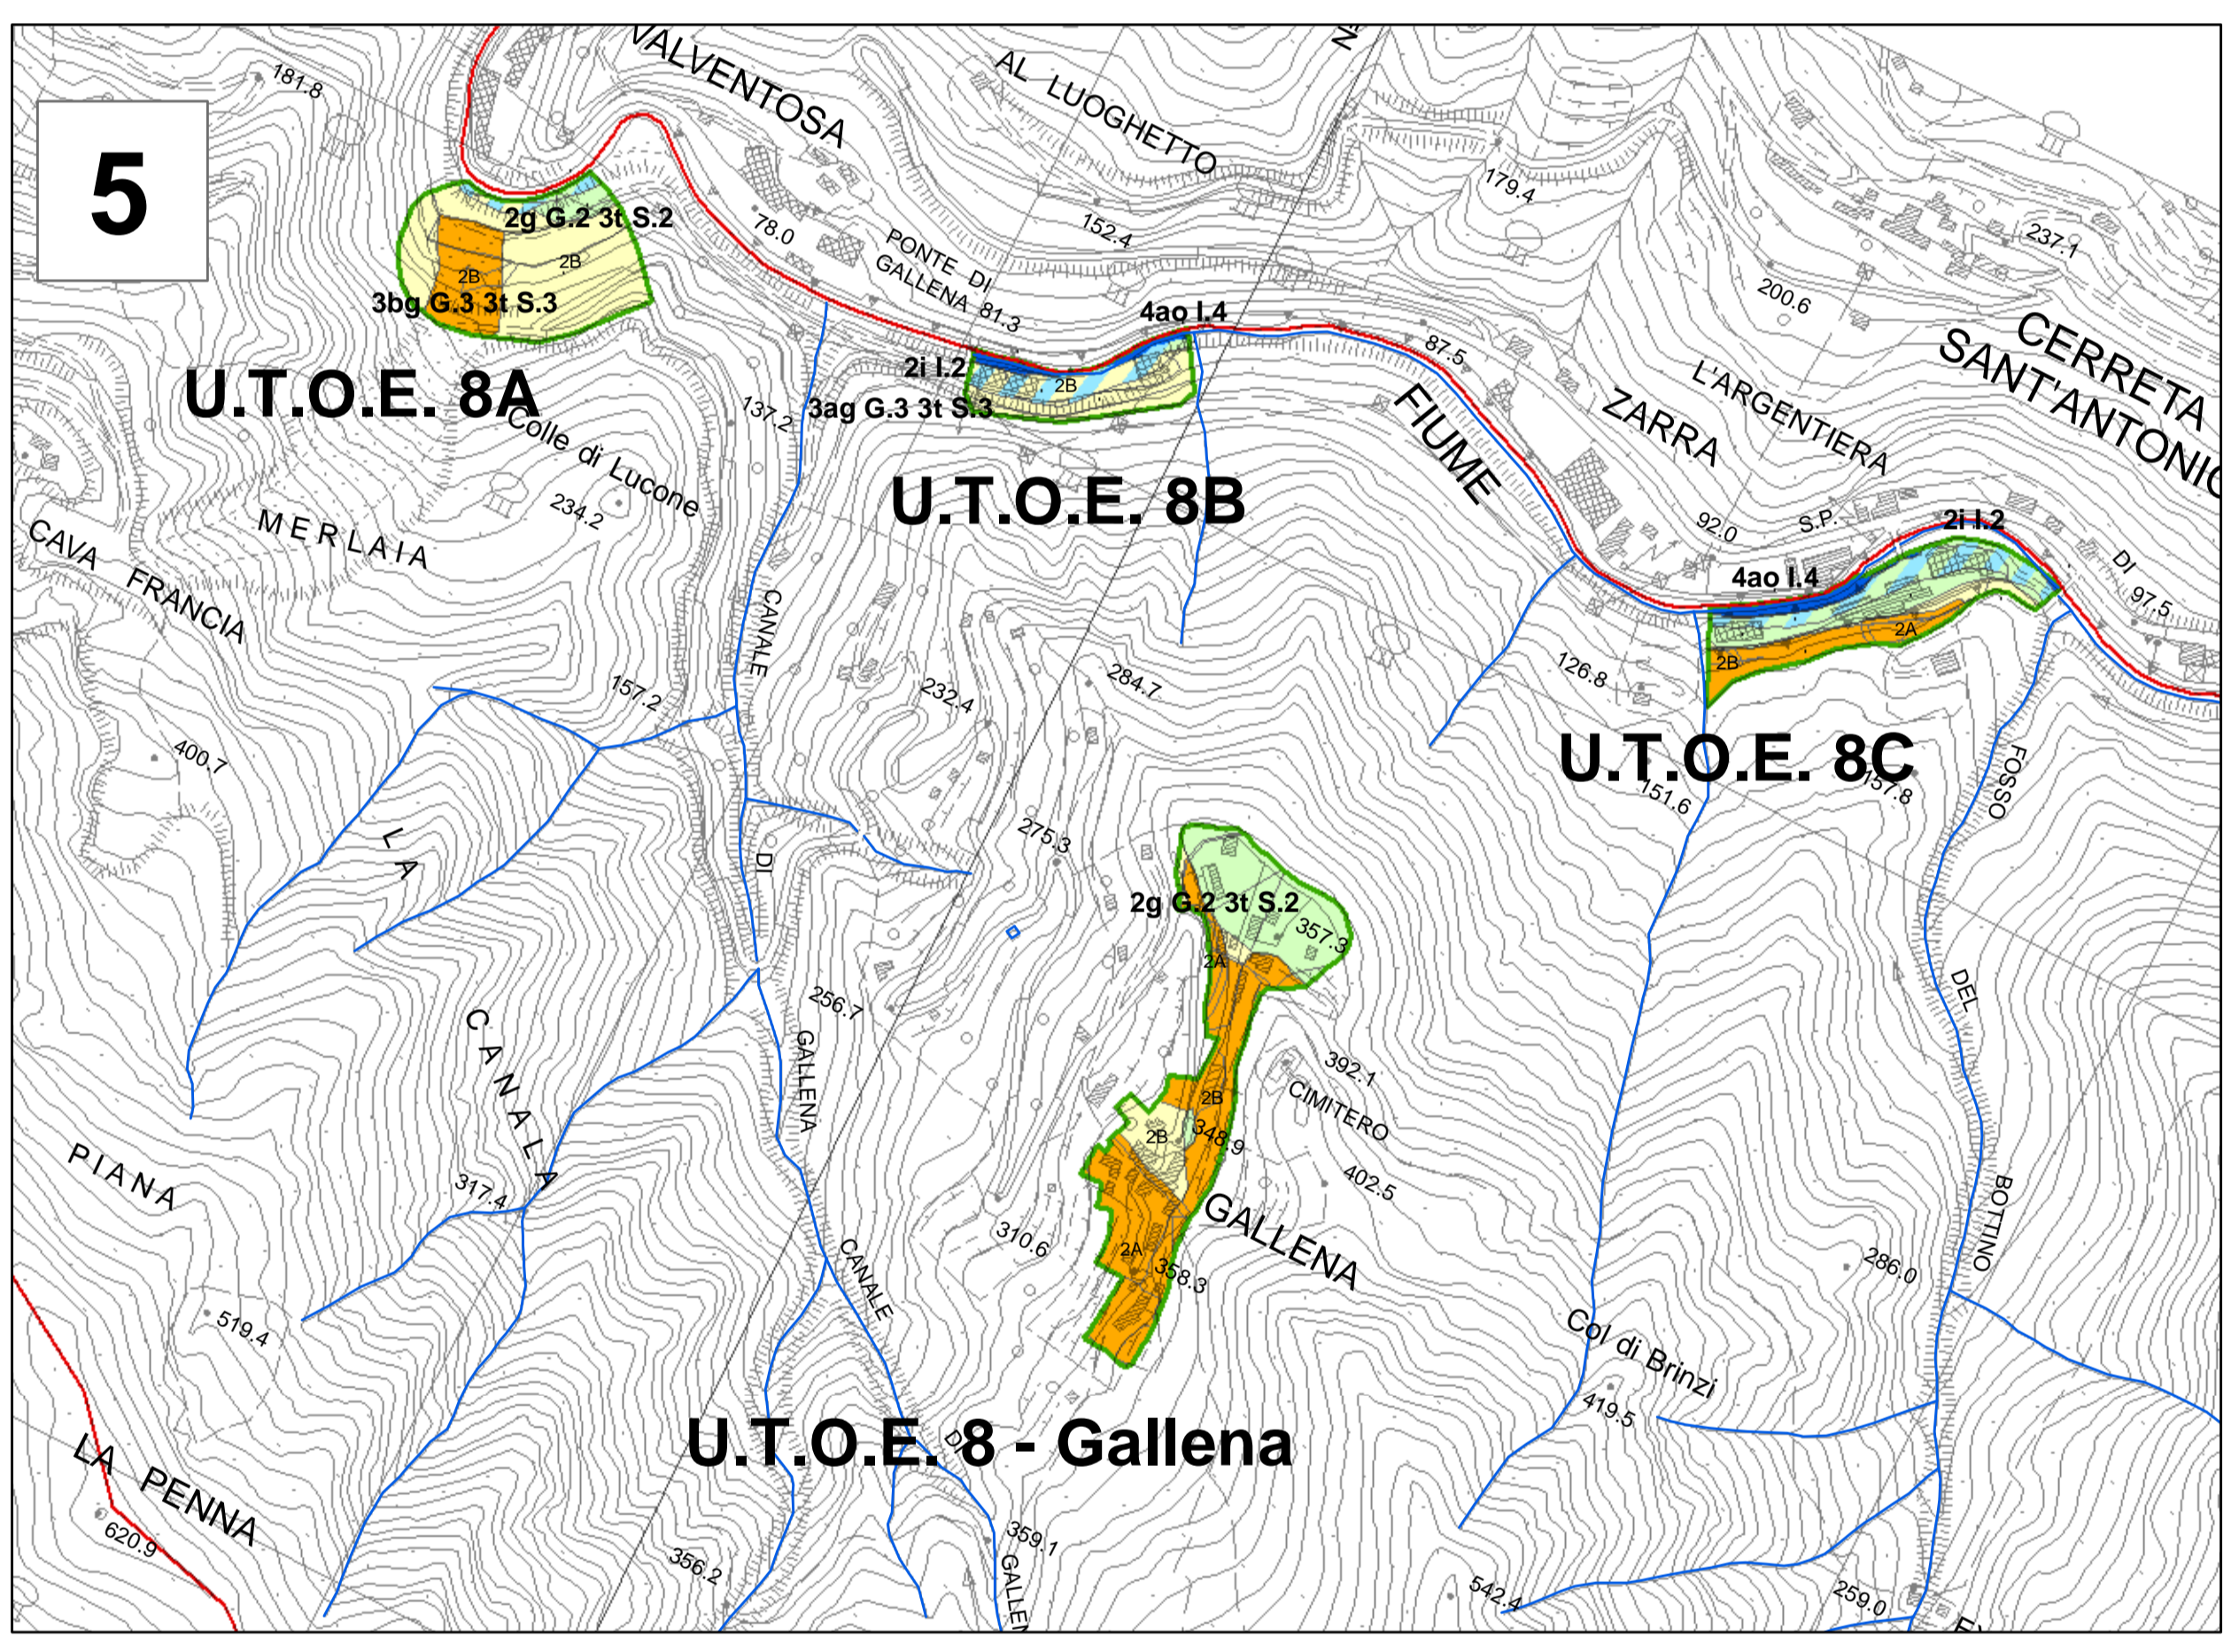 5
181.8
VALVENTOSA
AL LUOGHETTO
179.4
237.1
2g G.2 3t S.2
2B
2B
3bg G.3 3t S.3
78.0
152.4
PONTE DI
GALLENA 81.3
200.6
4ao I.4
87.5
CERRETA
SANT'ANTONIO
2i I.2
2B
3ag G.3 3t S.3
U.T.O.E. 8A
137.2
Colle di Lucone
234.2
U.T.O.E. 8B
FIUME
ZARRA
L'ARGENTIERA
MERLAIA
CAVA FRANCIA
92.0
S.P.
2i I.2
DI
97.5
4ao I.4
2A
2B
126.8
CANALE
157.2
232.4
284.7
400.7
U.T.O.E. 8C
151.6
157.8
FOSSO
LA
DI
275.3
2g G.2 3t S.2
357.3
2A
DEL
CANALA
256.7
GALLENA
392.1
CIMITERO
2B
2B
348.9
402.5
PIANA
317.4
GALLENA
310.6
2A
358.3
BOTTINO
286.0
CANALE
519.4
Col di Brinzi
419.5
U.T.O.E. 8 - Gallena
DI
LA PENNA
620.9
356.2
359.1
GALLEN
542.4
259.0